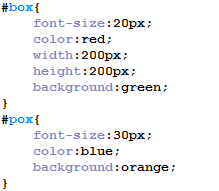 #box{
    font-size:20px;
    color:red;
    width:200px;
    height:200px;
    background:green;
}
#pox{
    font-size:30px;
    color:blue;
    background:orange;
}